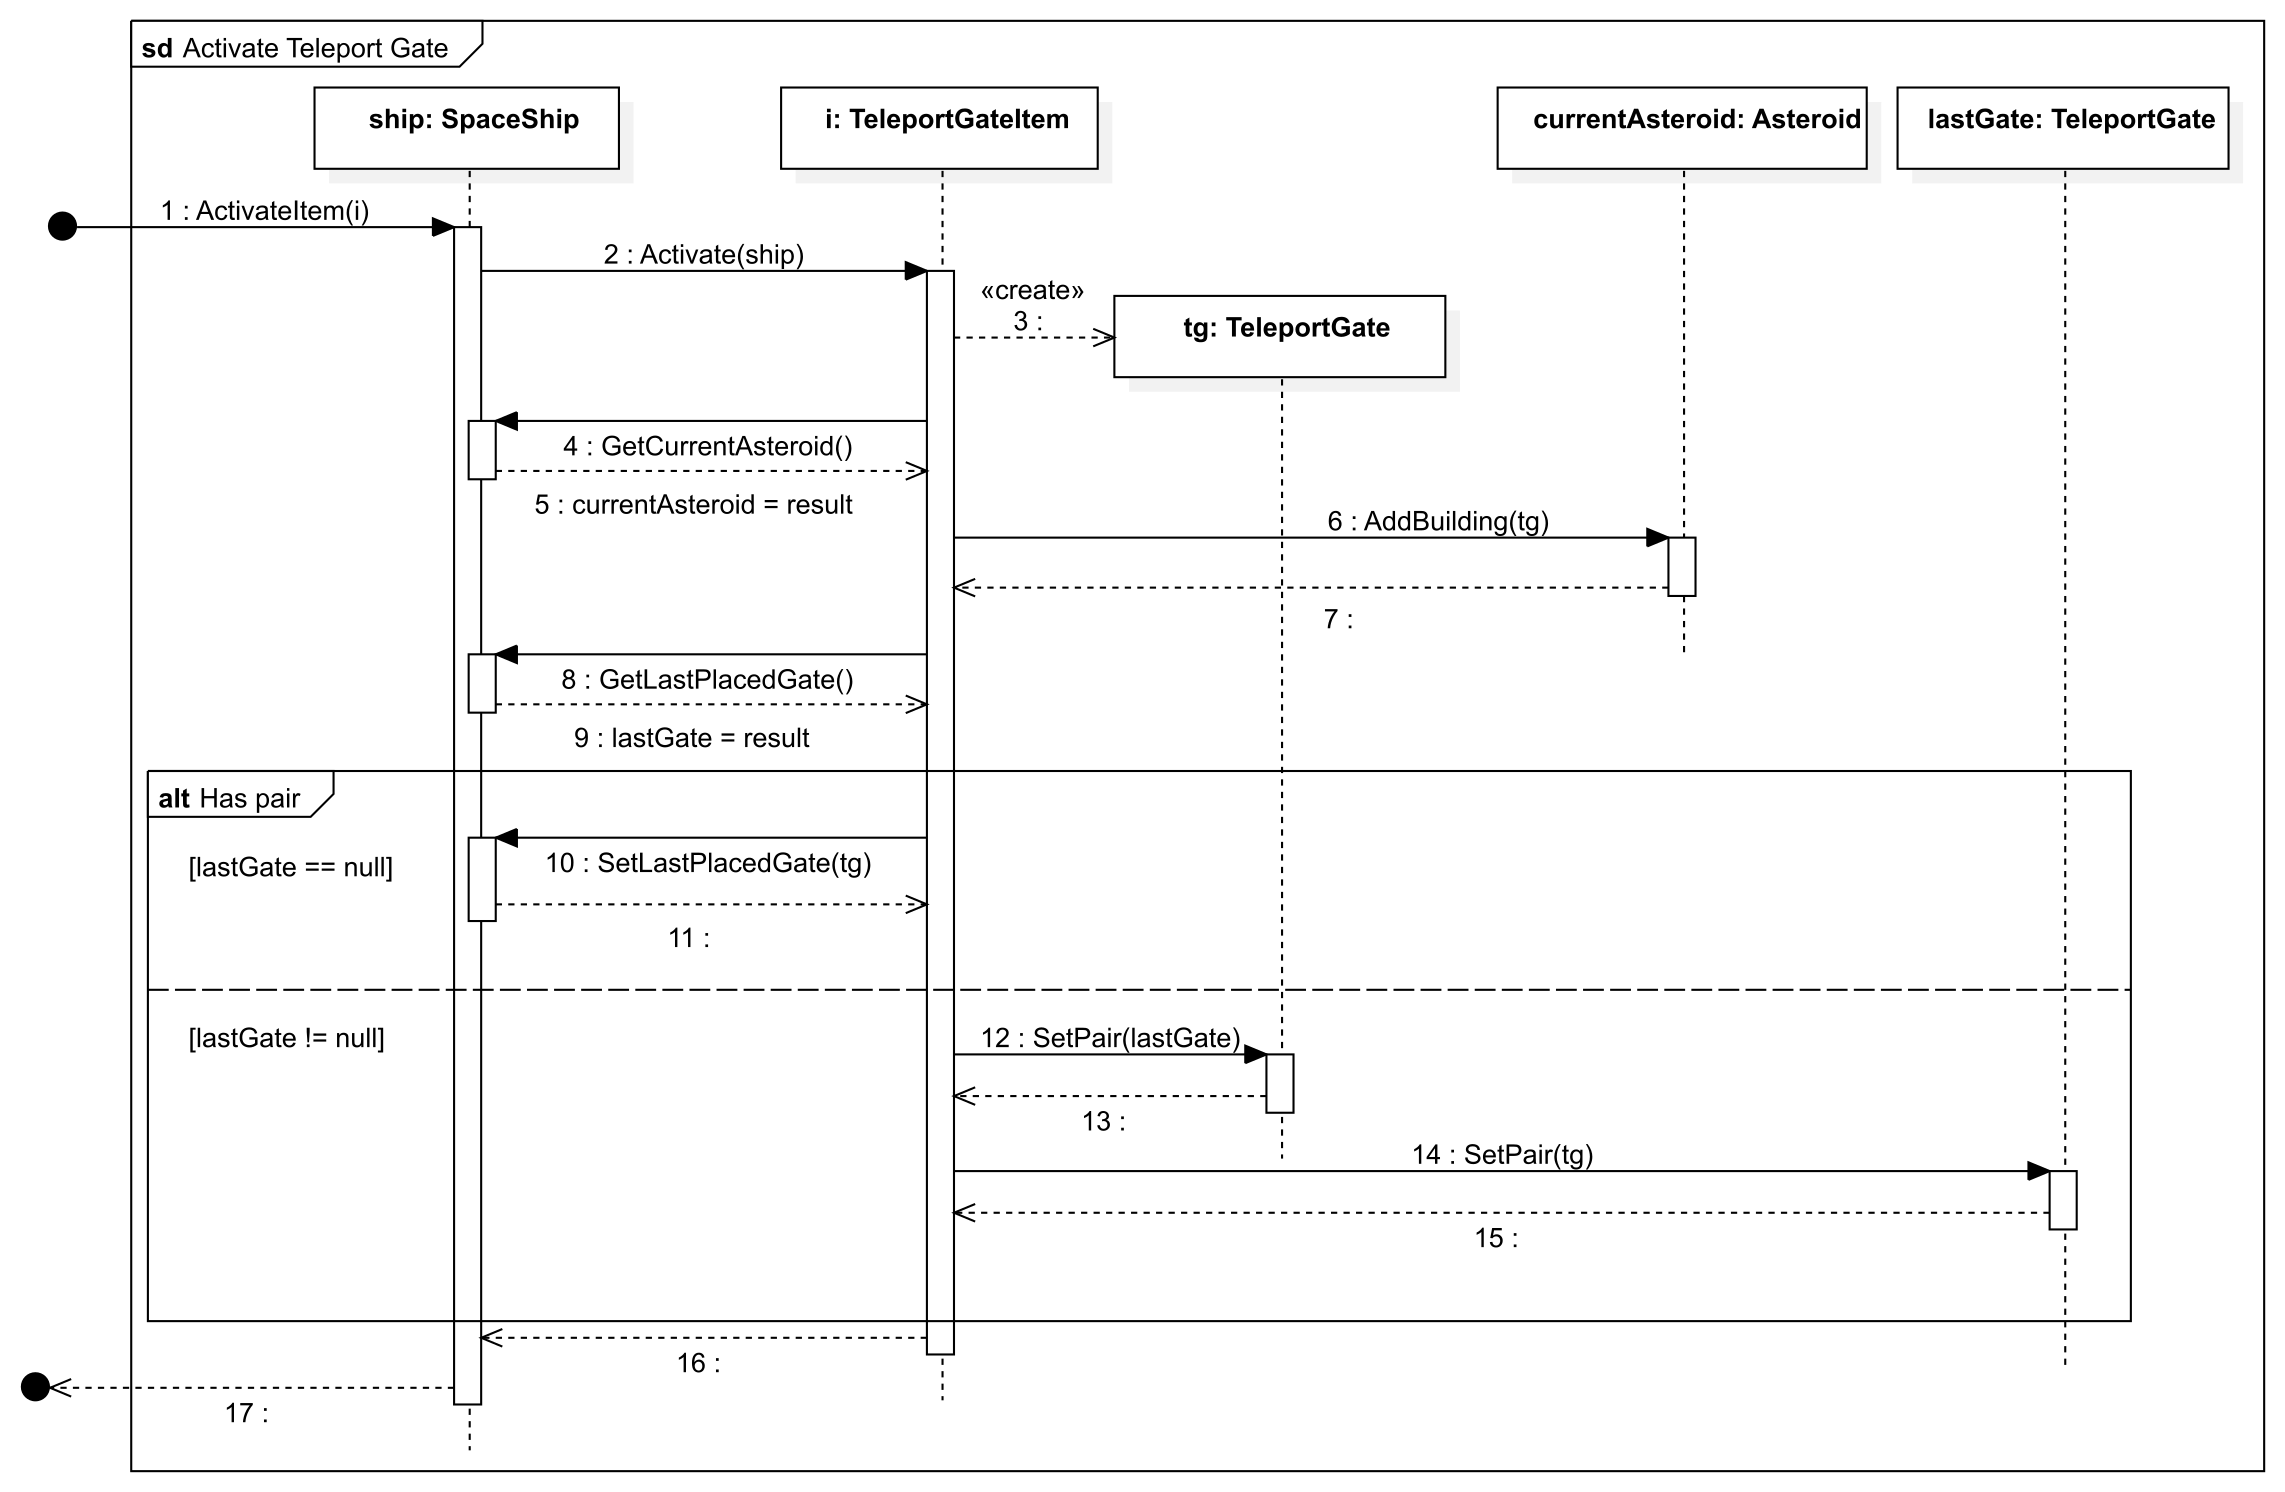 sd Activate Teleport Gate
ship: SpaceShip
i: TeleportGateItem
currentAsteroid: Asteroid
lastGate: TeleportGate
1 : ActivateItem(i)
2 : Activate(ship)
«create»
3 :
tg: TeleportGate
4 : GetCurrentAsteroid()
5 : currentAsteroid = result
6 : AddBuilding(tg)
7 :
8 : GetLastPlacedGate()
9 : lastGate = result
alt Has pair
[lastGate == null]
10 : SetLastPlacedGate(tg)
11 :
[lastGate != null]
12 : SetPair(lastGate)
13 :
14 : SetPair(tg)
15 :
16 :
17 :